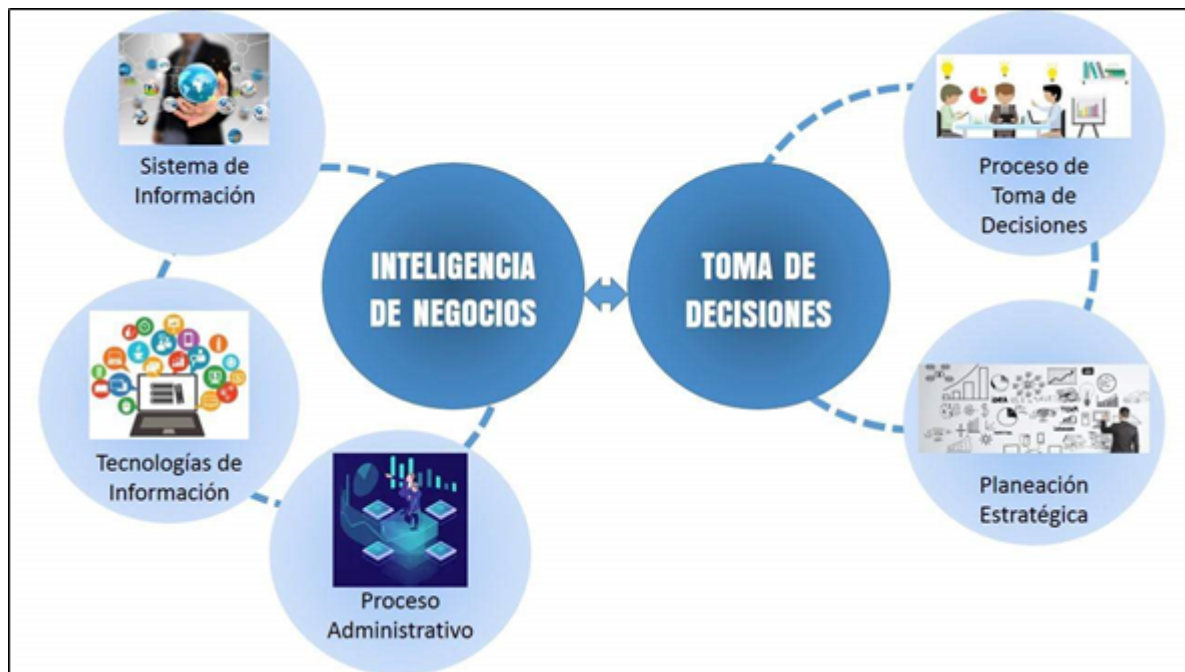 Sistema de
Información
Tecnologías de
Información
Proceso
Administrativo
INTELIGENCIA
DE NEGOCIOS
TOMA DE
DECISIONES
Proceso de
Toma de
Decisiones
Planeación
Estratégica